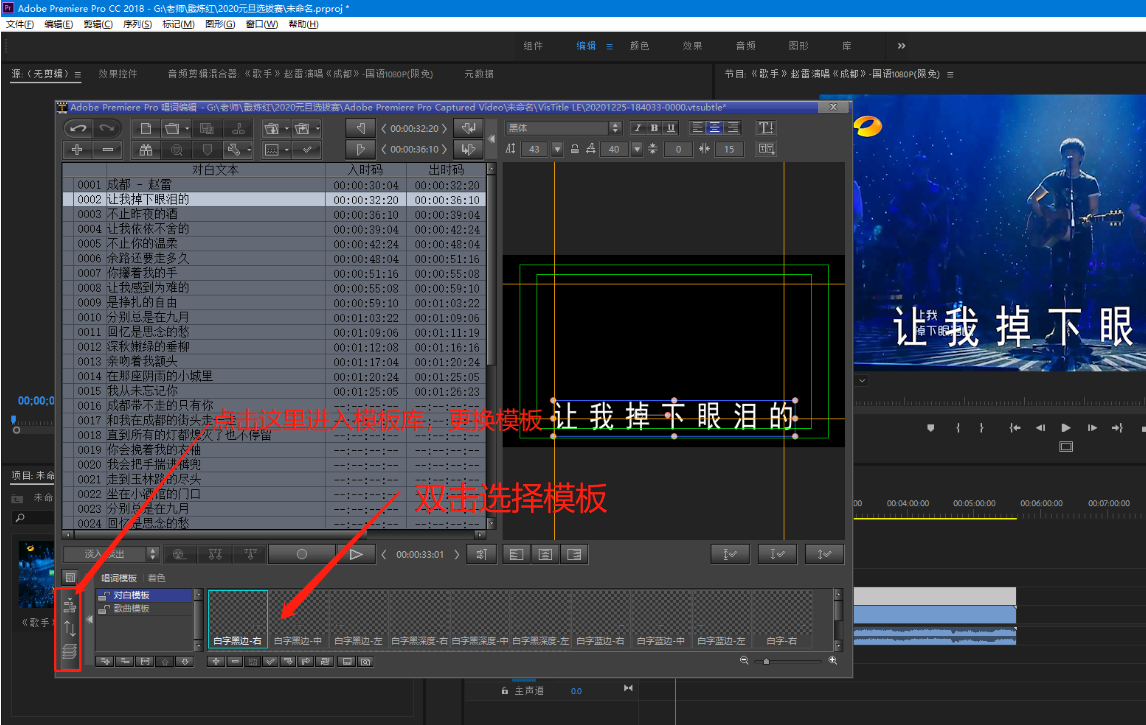 Adobe Premiere Pro CC 2018 - G:\老师\戬炼红\2020元旦选拔赛\未命名.prproj *
文件(F) 编辑(E) 剪辑(C) 序列(S) 标记(M) 图形(G) 窗口(W) 帮助(H)
组件 编辑 颜色 效果 音频 图形 库
源：（无剪辑） 效果控件 音频剪辑混合器：《歌手》赵雷演唱《成都》-国语1080P(限免) 元数据
节目：《歌手》赵雷演唱《成都》-国语1080P(限免)
Adobe Premiere Pro 唱词编辑 - G:\老师\戬炼红\2020元旦选拔赛\Adobe Premiere Pro Captured Video\未命名\VisTitle LE\20201225-184033-0000.vtsubtle*
00:00:32:20
黑体
I B U
00:00:36:10
43 40 0 15
对白文本 入时码 出时码
0001 成都 - 赵雷 00:00:30:04 00:00:32:20
0002 让我掉下眼泪的 00:00:32:20 00:00:36:10
0003 不止昨夜的酒 00:00:36:10 00:00:39:04
0004 让我依依不舍的 00:00:39:04 00:00:42:24
0005 不止你的温柔 00:00:42:24 00:00:48:04
0006 余路还要走多久 00:00:48:04 00:00:51:16
0007 你攥着我的手 00:00:51:16 00:00:55:08
0008 让我感到为难的 00:00:55:08 00:00:59:10
0009 是挣扎的自由 00:00:59:10 00:01:03:22
0010 分别总是在九月 00:01:03:22 00:01:09:06
0011 回忆是思念的愁 00:01:09:06 00:01:11:19
0012 深秋嫩绿的垂柳 00:01:12:08 00:01:16:16
0013 亲吻着我额头 00:01:17:04 00:01:20:24
0014 在那座阴雨的小城里 00:01:20:24 00:01:25:05
0015 我从未忘记你 00:01:25:05 00:01:26:23
0016 成都带不走的只有你 --:--:--:-- --:--:--:--
0017 和我在成都的街头走 --:--:--:-- --:--:--:--
0018 直到所有的灯都熄灭了也不停留 --:--:--:-- --:--:--:--
0019 你会挽着我的衣袖 --:--:--:-- --:--:--:--
0020 我会把手揣进裤兜 --:--:--:-- --:--:--:--
0021 走到玉林路的尽头 --:--:--:-- --:--:--:--
0022 坐在小酒馆的门口 --:--:--:-- --:--:--:--
0023 分别总是在九月 --:--:--:-- --:--:--:--
0024 回忆是思念的愁 --:--:--:-- --:--:--:--
点击这里进入模板库，更换模板
双击选择模板
让我掉下眼泪的
让我掉下眼
让我
00;00;0
项目: 未命
未命
《歌手》
淡入淡出
00:00:33:01
唱词模板 着色
对白模板
歌曲模板
白字黑边-右 白字黑边-中 白字黑边-左 白字黑深度-右 白字黑深度-中 白字黑深度-左 白字蓝边-右 白字蓝边-中 白字蓝边-左 白字-右
00:04:00:00 00:05:00:00 00:06:00:00 00:07:00:00
主声道 0.0